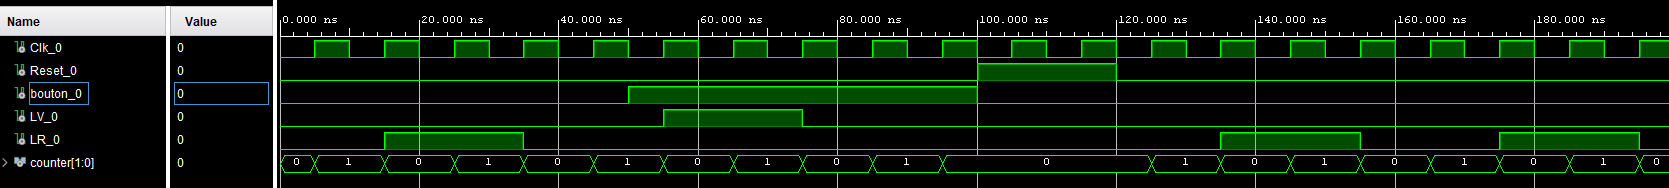 Name Value 0.000 ns 20.000 ns 40.000 ns 60.000 ns 80.000 ns 100.000 ns 120.000 ns 140.000 ns 160.000 ns 180.000 ns
Clk_0 0
Reset_0 0
bouton_0 0
LV_0 0
LR_0 0
counter[1:0] 0 0 1 0 1 0 1 0 1 0 1 0 1 0 1 0 1 0 1 0